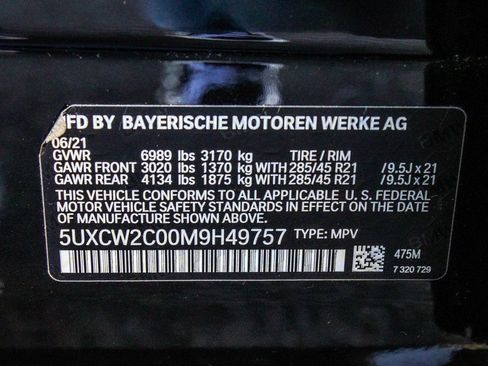 MFD BY BAYERISCHE MOTOREN WERKE AG
06/21
GVWR 6989 lbs 3170 kg TIRE / RIM
GAWR FRONT 3020 lbs 1370 kg WITH 285/45 R21 / 9.5J x 21
GAWR REAR 4134 lbs 1875 kg WITH 285/45 R21 / 9.5J x 21
THIS VEHICLE CONFORMS TO ALL APPLICABLE U.S. FEDERAL
MOTOR VEHICLE SAFETY STANDARDS IN EFFECT ON THE
DATE OF MANUFACTURE SHOWN ABOVE.
5UXCW2C00M9H49757 TYPE: MPV
475M
7 320 729